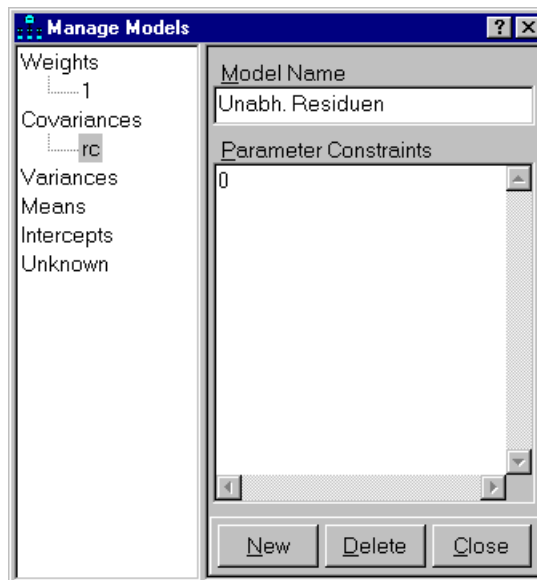 Manage Models
Weights
1
Covariances
rc
Variances
Means
Intercepts
Unknown
Model Name
Unabh. Residuen
Parameter Constraints
0
New Delete Close